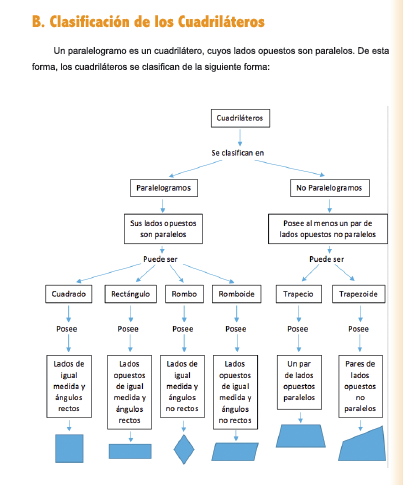 B. Clasificación de los Cuadriláteros
Un paralelogramo es un cuadrilátero, cuyos lados opuestos son paralelos. De esta
forma, los cuadriláteros se clasifican de la siguiente forma:
Cuadriláteros
Se clasifican en
Paralelogramos
No Paralelogramos
Sus lados opuestos
son paralelos
Posee al menos un par de
lados opuestos no paralelos
Puede ser
Puede ser
Cuadrado
Rectángulo
Rombo
Romboide
Trapecio
Trapezoide
Posee
Posee
Posee
Posee
Posee
Posee
Lados de
igual
medida y
ángulos
rectos
Lados
opuestos
de igual
medida y
ángulos
rectos
Lados de
igual
medida y
ángulos
no rectos
Lados
opuestos
de igual
medida y
ángulos
no rectos
Un par
de lados
opuestos
paralelos
Pares de
lados
opuestos
no
paralelos